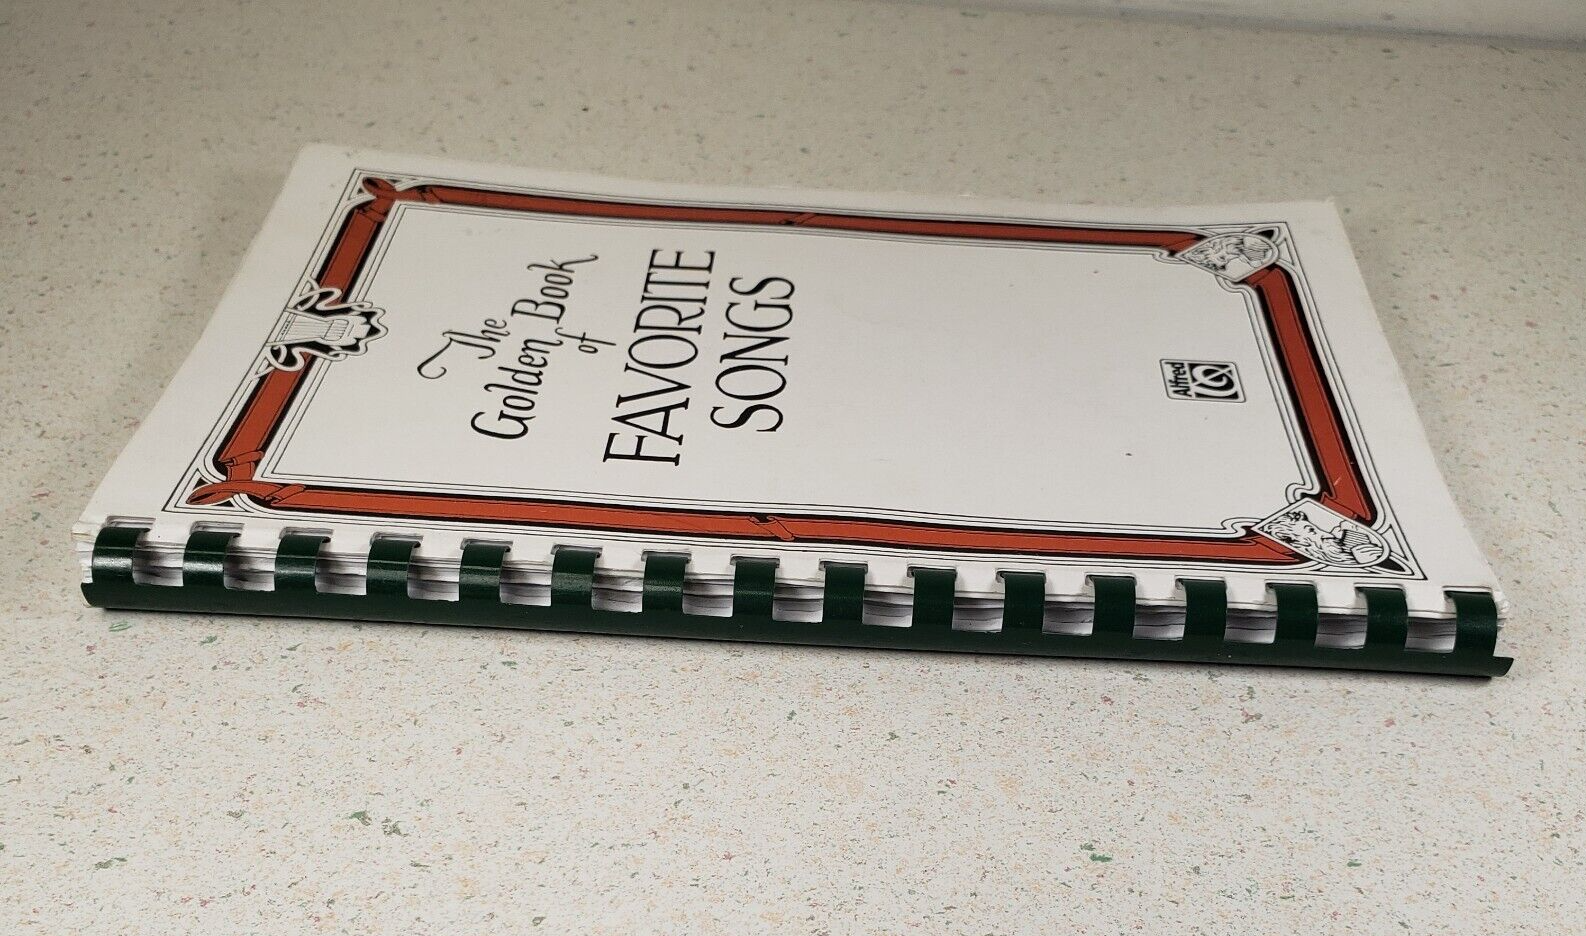 The
Golden Book
of
FAVORITE
SONGS
Alfred